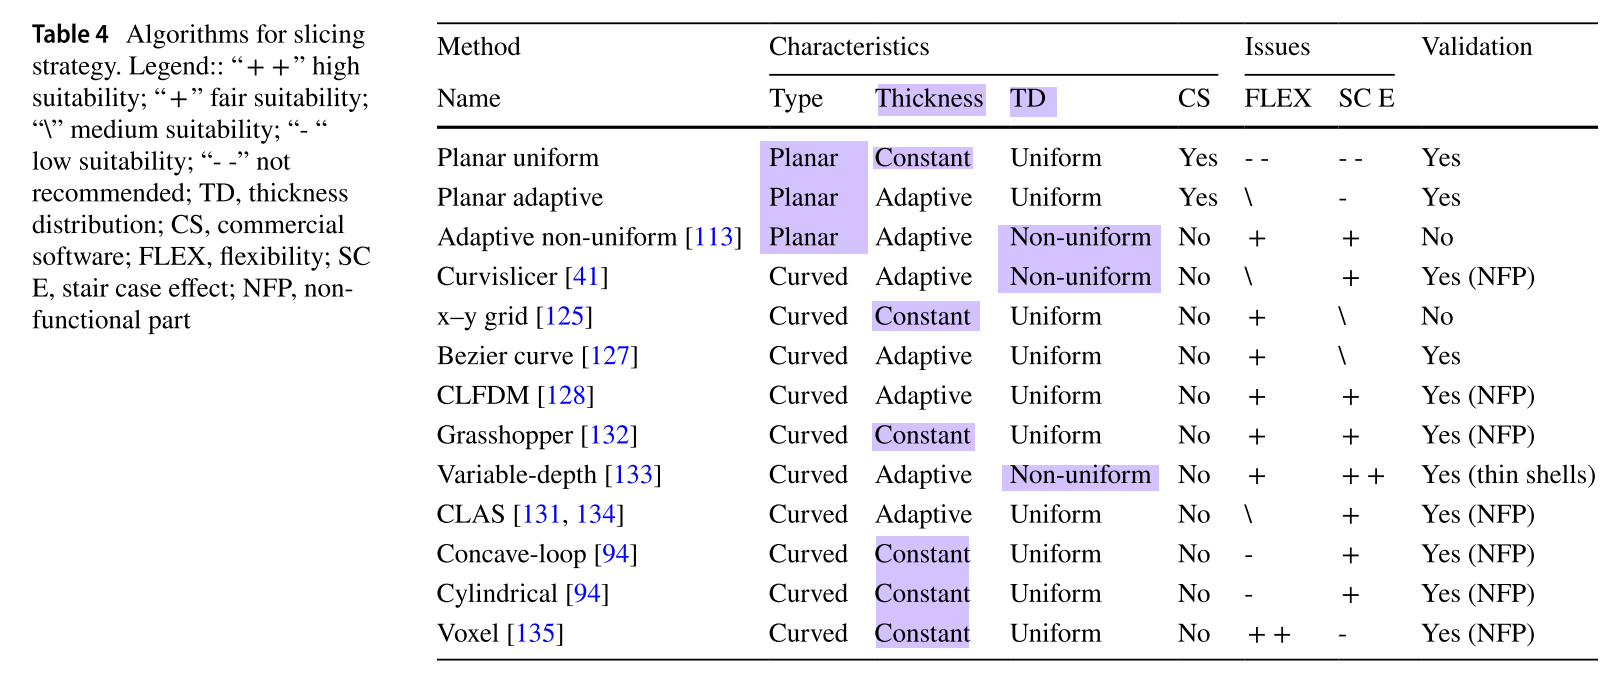 Table 4 Algorithms for slicing
strategy. Legend:: “+ +” high
suitability; “+” fair suitability;
“\” medium suitability; “- “
low suitability; “- -” not
recommended; TD, thickness
distribution; CS, commercial
software; FLEX, flexibility; SC
E, stair case effect; NFP, non-
functional part
Method Characteristics Issues Validation
Name Type Thickness TD CS FLEX SC E
Planar uniform Planar Constant Uniform Yes - - - - Yes
Planar adaptive Planar Adaptive Uniform Yes \ - Yes
Adaptive non-uniform [113] Planar Adaptive Non-uniform No + + No
Curvislicer [41] Curved Adaptive Non-uniform No \ + Yes (NFP)
x–y grid [125] Curved Constant Uniform No + \ No
Bezier curve [127] Curved Adaptive Uniform No + \ Yes
CLFDM [128] Curved Adaptive Uniform No + + Yes (NFP)
Grasshopper [132] Curved Constant Uniform No + + Yes (NFP)
Variable-depth [133] Curved Adaptive Non-uniform No + + + Yes (thin shells)
CLAS [131, 134] Curved Adaptive Uniform No \ + Yes (NFP)
Concave-loop [94] Curved Constant Uniform No - + Yes (NFP)
Cylindrical [94] Curved Constant Uniform No - + Yes (NFP)
Voxel [135] Curved Constant Uniform No + + - Yes (NFP)